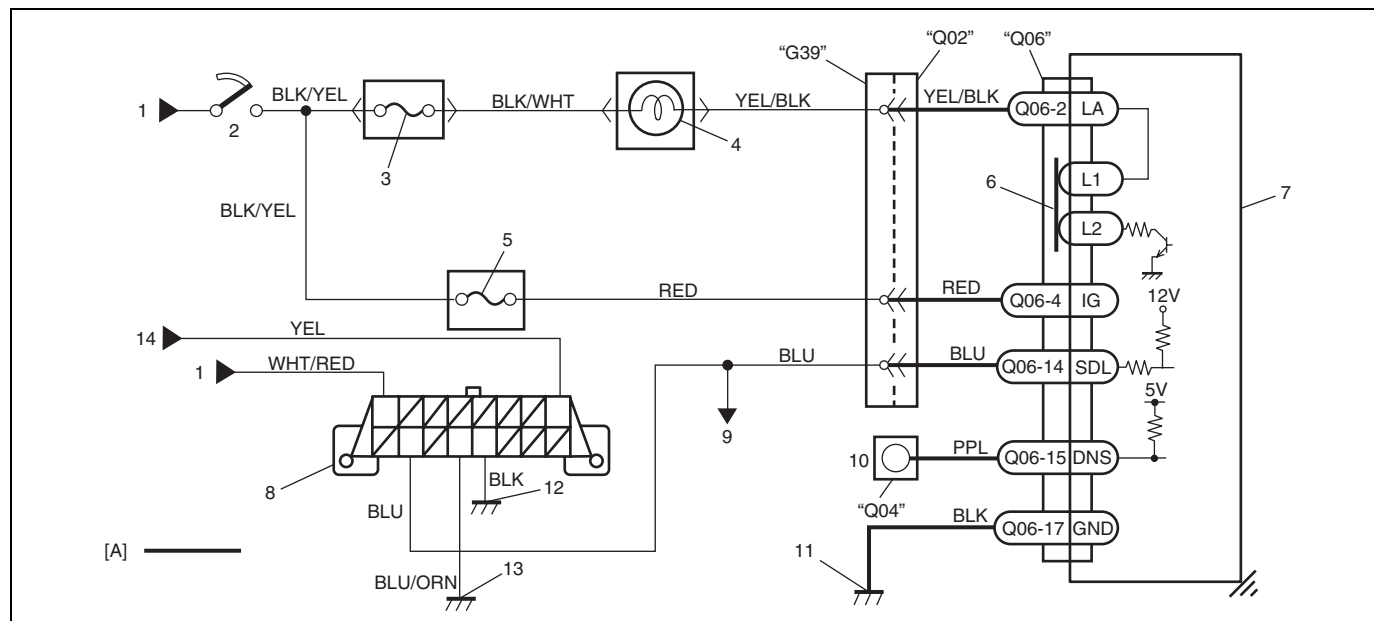 “G39” “Q02” “Q06”
1 2 BLK/YEL 3 BLK/WHT 4 YEL/BLK YEL/BLK Q06-2 LA
6 L1 7
BLK/YEL L2
5 RED RED Q06-4 IG 12V
14 YEL
1 WHT/RED BLU BLU Q06-14 SDL
5V
9
10 PPL Q06-15 DNS
8 BLK 12 “Q04”
BLU BLK Q06-17 GND
[A] 11
BLU/ORN 13